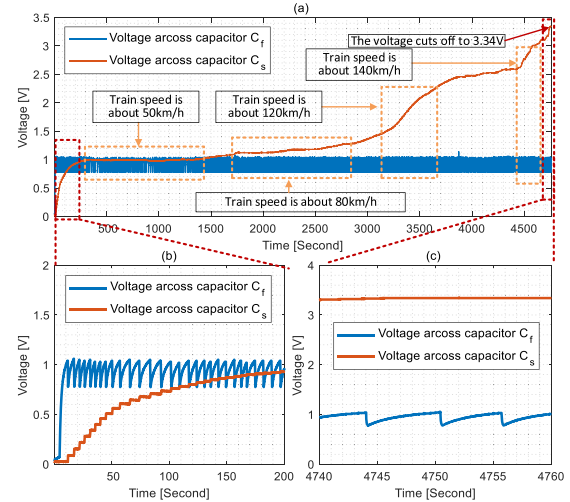 (a)
3.5
3
2.5
2
1.5
1
0.5
0
Voltage [V]
Voltage arcoss capacitor C_f
Voltage arcoss capacitor C_s
The voltage cuts off to 3.34V
Train speed is
about 140km/h
Train speed is
about 50km/h
Train speed is
about 120km/h
Train speed is about 80km/h
500 1000 1500 2000 2500 3000 3500 4000 4500
Time [Second]
(b)
2
1.5
1
0.5
0
Voltage [V]
Voltage arcoss capacitor C_f
Voltage arcoss capacitor C_s
50 100 150 200
Time [Second]
(c)
4
3
2
1
0
Voltage [V]
Voltage arcoss capacitor C_f
Voltage arcoss capacitor C_s
4740 4745 4750 4755 4760
Time [Second]